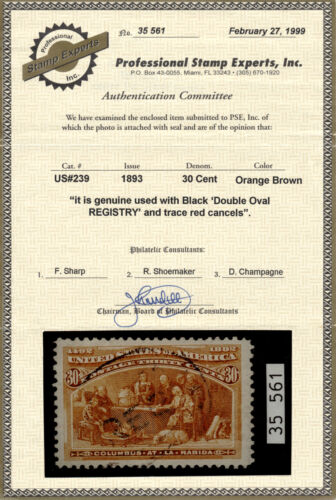 Professional
Stamp Experts,
Inc.
No. 35 561
February 27, 1999
Professional Stamp Experts, Inc.
P.O. Box 43-0055, Miami, FL 33243 • (305) 670-1920
Authentication Committee
We have examined the enclosed item submitted to PSE, Inc. of
which the photo is attached with seal and are of the opinion that:
Cat. # Issue Denom. Color
US#239 1893 30 Cent Orange Brown
"it is genuine used with Black 'Double Oval
REGISTRY' and trace red cancels".
Philatelic Consultants:
1. F. Sharp 2. R. Shoemaker 3. D. Champagne
Chairman, Board of Philatelic Consultants
1492 1892
UNITED STATES OF AMERICA
30¢ POSTAGE THIRTY CENTS 30¢
COLUMBUS AT LA RABIDA
35 561